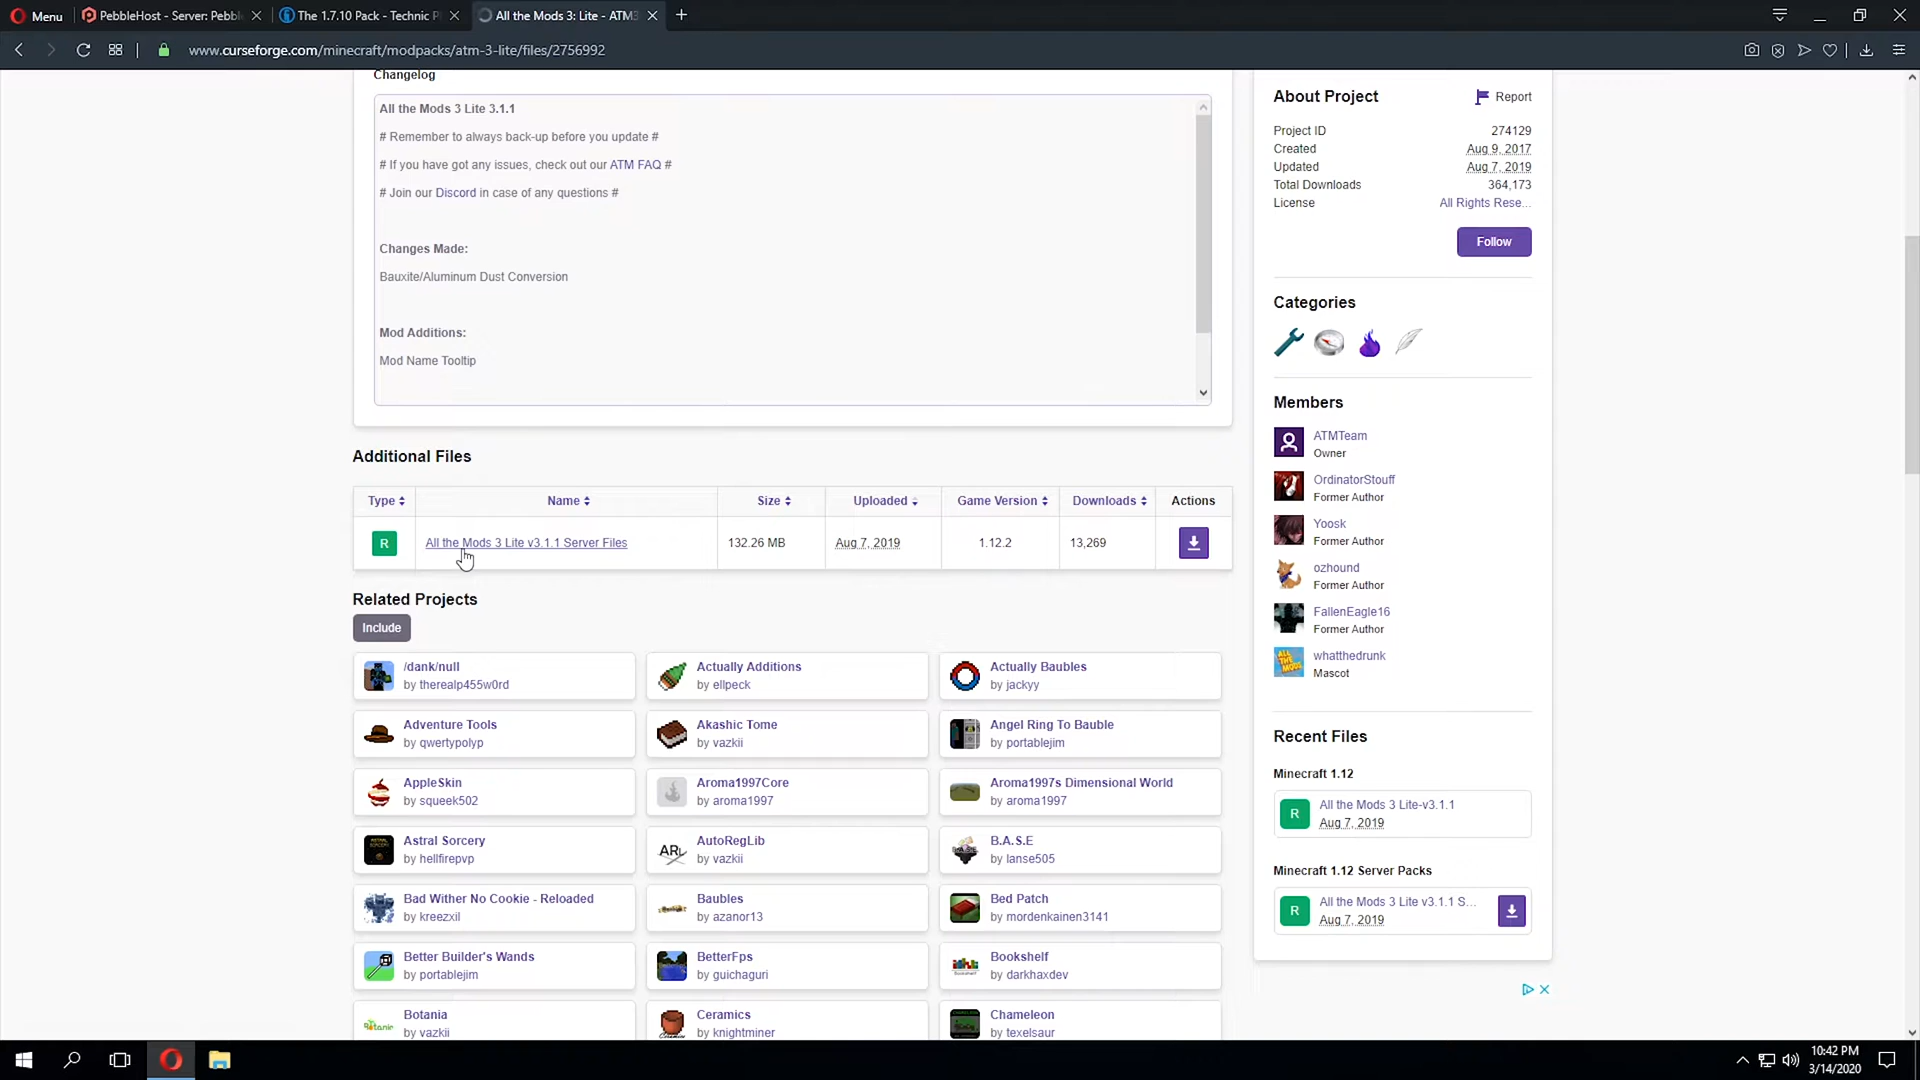 Menu
PebbleHost - Server: Pebbl
The 1.7.10 Pack - Technic P
All the Mods 3: Lite - ATM3
www.curseforge.com/minecraft/modpacks/atm-3-lite/files/2756992
Changelog
All the Mods 3 Lite 3.1.1
# Remember to always back-up before you update #
# If you have got any issues, check out our ATM FAQ #
# Join our Discord in case of any questions #
Changes Made:
Bauxite/Aluminum Dust Conversion
Mod Additions:
Mod Name Tooltip
Additional Files
Type Name Size Uploaded Game Version Downloads Actions
R All the Mods 3 Lite v3.1.1 Server Files 132.26 MB Aug 7, 2019 1.12.2 13,269
Related Projects
Include
/dank/null
by therealp455w0rd
Actually Additions
by ellpeck
Actually Baubles
by jackyy
Adventure Tools
by qwertypolyp
Akashic Tome
by vazkii
Angel Ring To Bauble
by portablejim
AppleSkin
by squeek502
Aroma1997Core
by aroma1997
Aroma1997s Dimensional World
by aroma1997
Astral Sorcery
by hellfirepvp
ARL
AutoRegLib
by vazkii
B.A.S.E
by lanse505
Bad Wither No Cookie - Reloaded
by kreezxil
Baubles
by azanor13
Bed Patch
by mordenkainen3141
Better Builder's Wands
by portablejim
BetterFps
by guichaguri
Bookshelf
by darkhaxdev
Botania
by vazkii
Ceramics
by knightminer
Chameleon
by texelsaur
About Project
Report
Project ID 274129
Created Aug 9, 2017
Updated Aug 7, 2019
Total Downloads 364,173
License All Rights Rese...
Follow
Categories
Members
ATMTeam
Owner
OrdinatorStouff
Former Author
Yoosk
Former Author
ozhound
Former Author
FallenEagle16
Former Author
ALL THE MODS
whatthedrunk
Mascot
Recent Files
Minecraft 1.12
R All the Mods 3 Lite-v3.1.1
Aug 7, 2019
Minecraft 1.12 Server Packs
R All the Mods 3 Lite v3.1.1 S...
Aug 7, 2019
10:42 PM
3/14/2020